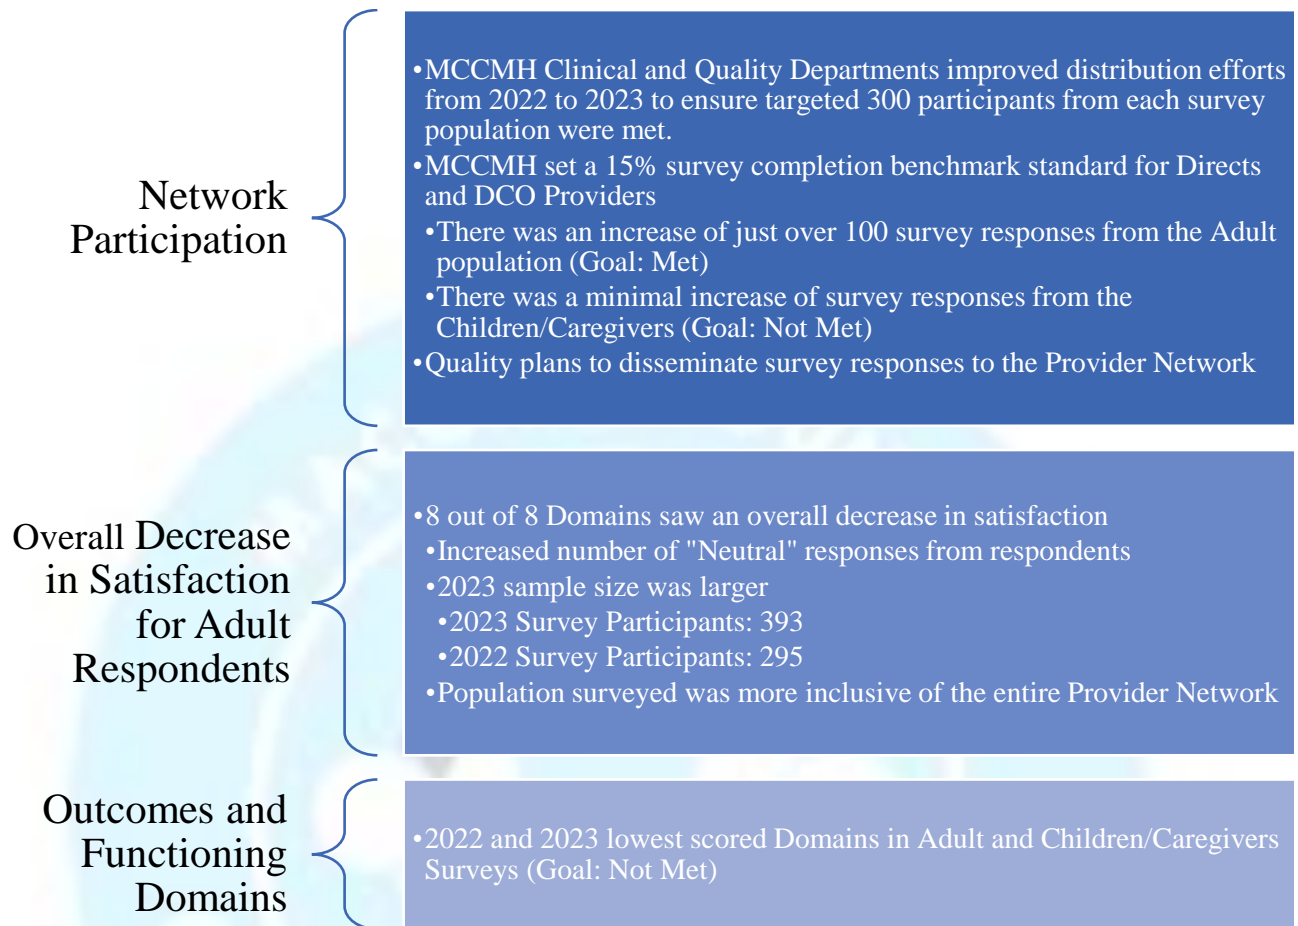 Network
Participation
•MCCMH Clinical and Quality Departments improved distribution efforts
from 2022 to 2023 to ensure targeted 300 participants from each survey
population were met.
•MCCMH set a 15% survey completion benchmark standard for Directs
and DCO Providers
•There was an increase of just over 100 survey responses from the Adult
population (Goal: Met)
•There was a minimal increase of survey responses from the
Children/Caregivers (Goal: Not Met)
•Quality plans to disseminate survey responses to the Provider Network
Overall Decrease
in Satisfaction
for Adult
Respondents
•8 out of 8 Domains saw an overall decrease in satisfaction
•Increased number of "Neutral" responses from respondents
•2023 sample size was larger
•2023 Survey Participants: 393
•2022 Survey Participants: 295
•Population surveyed was more inclusive of the entire Provider Network
Outcomes and
Functioning
Domains
•2022 and 2023 lowest scored Domains in Adult and Children/Caregivers
Surveys (Goal: Not Met)